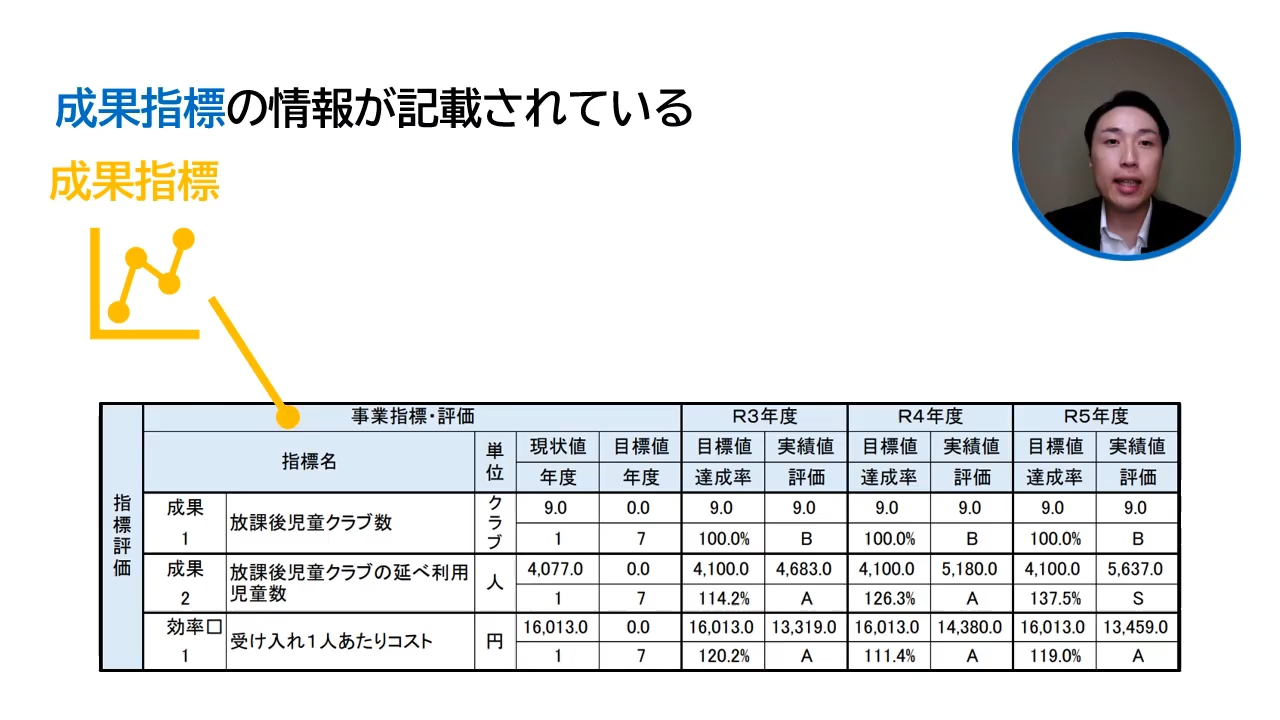 成果指標の情報が記載されている
成果指標
指標評価
事業指標・評価 R3年度 R4年度 R5年度
指標名 単位 現状値 目標値 目標値 実績値 目標値 実績値 目標値 実績値
年度 年度 達成率 評価 達成率 評価 達成率 評価
成果 放課後児童クラブ数 クラブ 9.0 0.0 9.0 9.0 9.0 9.0 9.0 9.0
1 1 7 100.0% B 100.0% B 100.0% B
成果 放課後児童クラブの延べ利用 人 4,077.0 0.0 4,100.0 4,683.0 4,100.0 5,180.0 4,100.0 5,637.0
2 児童数 1 7 114.2% A 126.3% A 137.5% S
効率□ 受け入れ1人あたりコスト 円 16,013.0 0.0 16,013.0 13,319.0 16,013.0 14,380.0 16,013.0 13,459.0
1 1 7 120.2% A 111.4% A 119.0% A